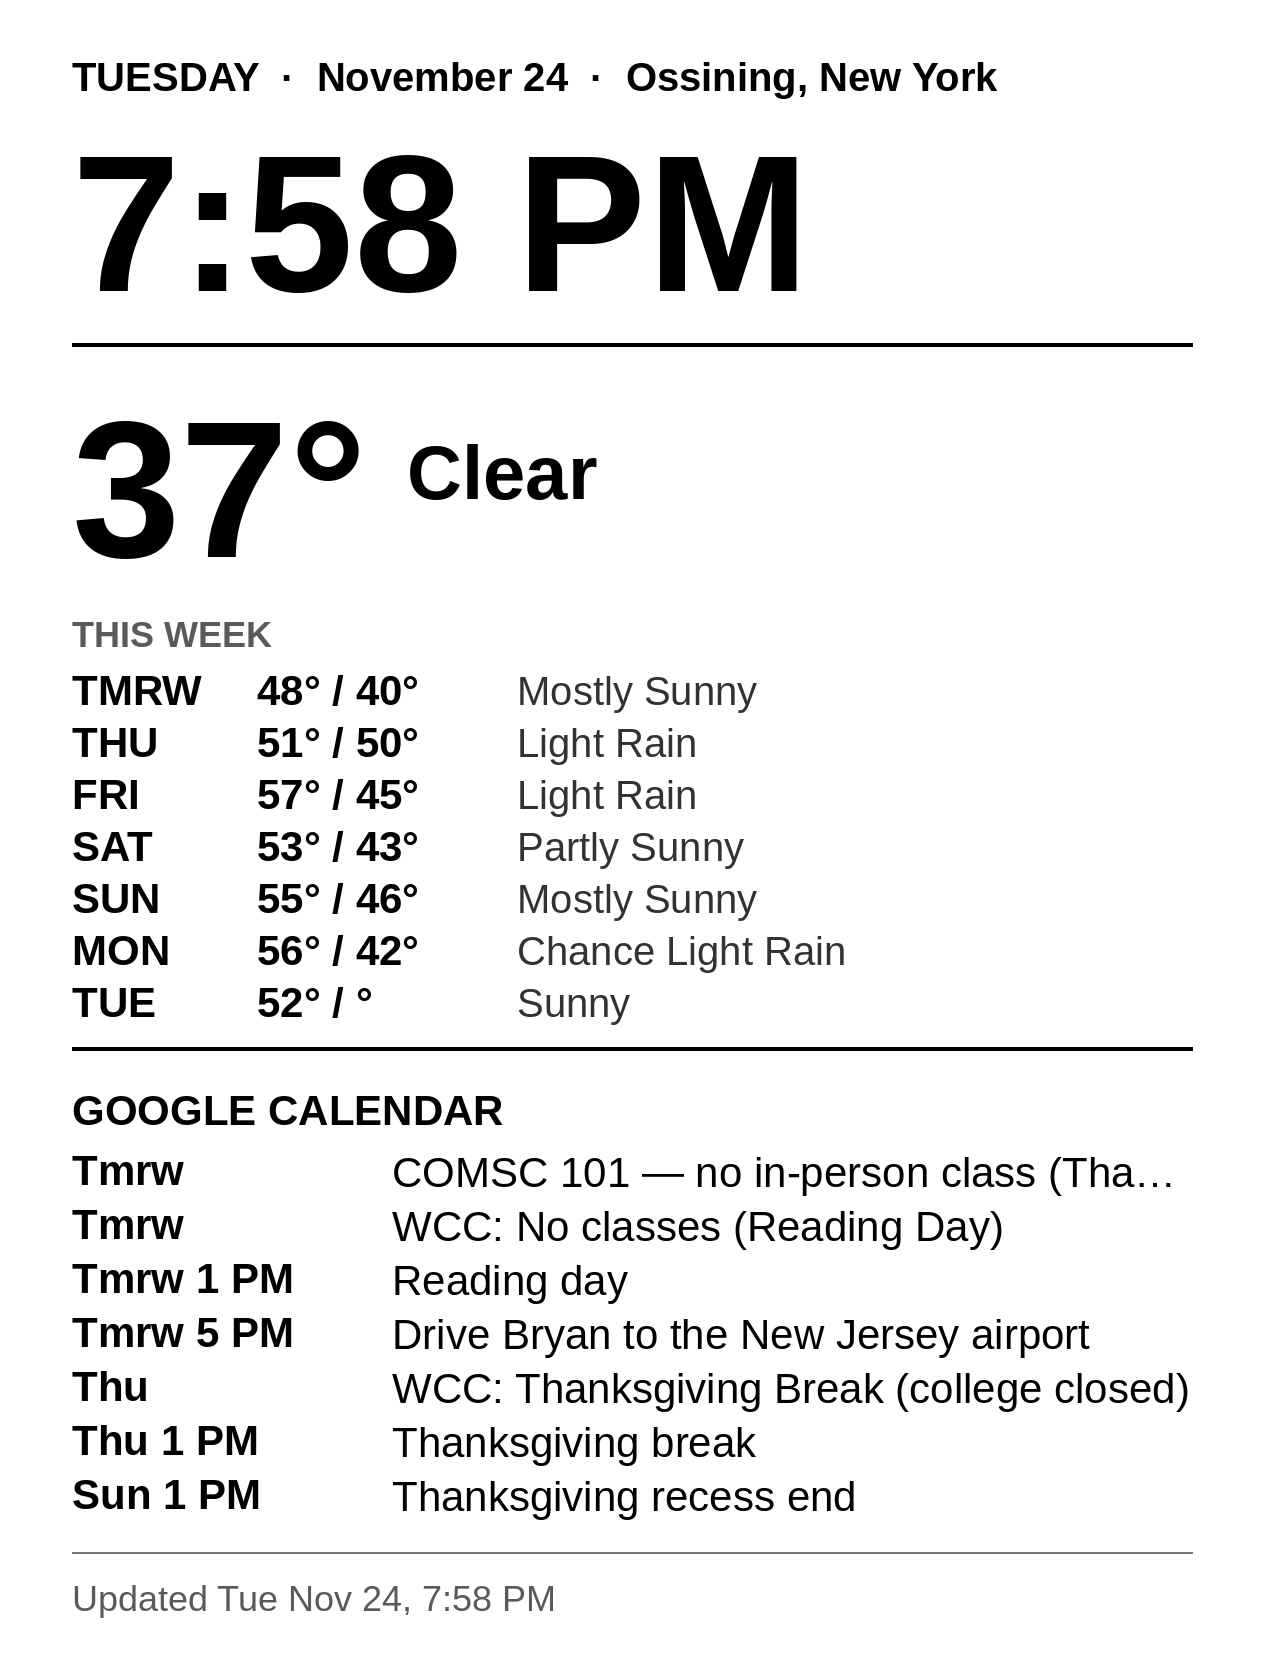 TUESDAY · November 24 · Ossining, New York
7:58 PM
37° Clear
THIS WEEK
TMRW 48° / 40° Mostly Sunny
THU 51° / 50° Light Rain
FRI 57° / 45° Light Rain
SAT 53° / 43° Partly Sunny
SUN 55° / 46° Mostly Sunny
MON 56° / 42° Chance Light Rain
TUE 52° / ° Sunny
GOOGLE CALENDAR
Tmrw COMSC 101 — no in-person class (Tha…
Tmrw WCC: No classes (Reading Day)
Tmrw 1 PM Reading day
Tmrw 5 PM Drive Bryan to the New Jersey airport
Thu WCC: Thanksgiving Break (college closed)
Thu 1 PM Thanksgiving break
Sun 1 PM Thanksgiving recess end
Updated Tue Nov 24, 7:58 PM